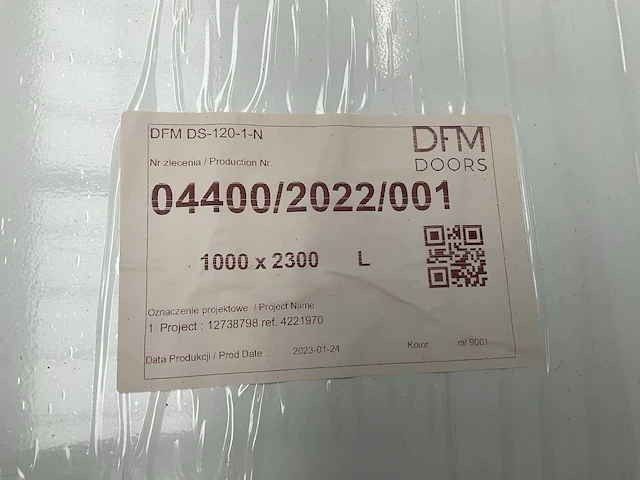 DFM DS-120-1-N
DFM
DOORS
Nr zlecenia / Production Nr.
04400/2022/001
1000 x 2300 L
Oznaczenie projektowe / Project Name
1 Project : 12738798 ref. 4221970
Data Produkcji / Prod Date : 2023-01-24 Kolor m/ 9001